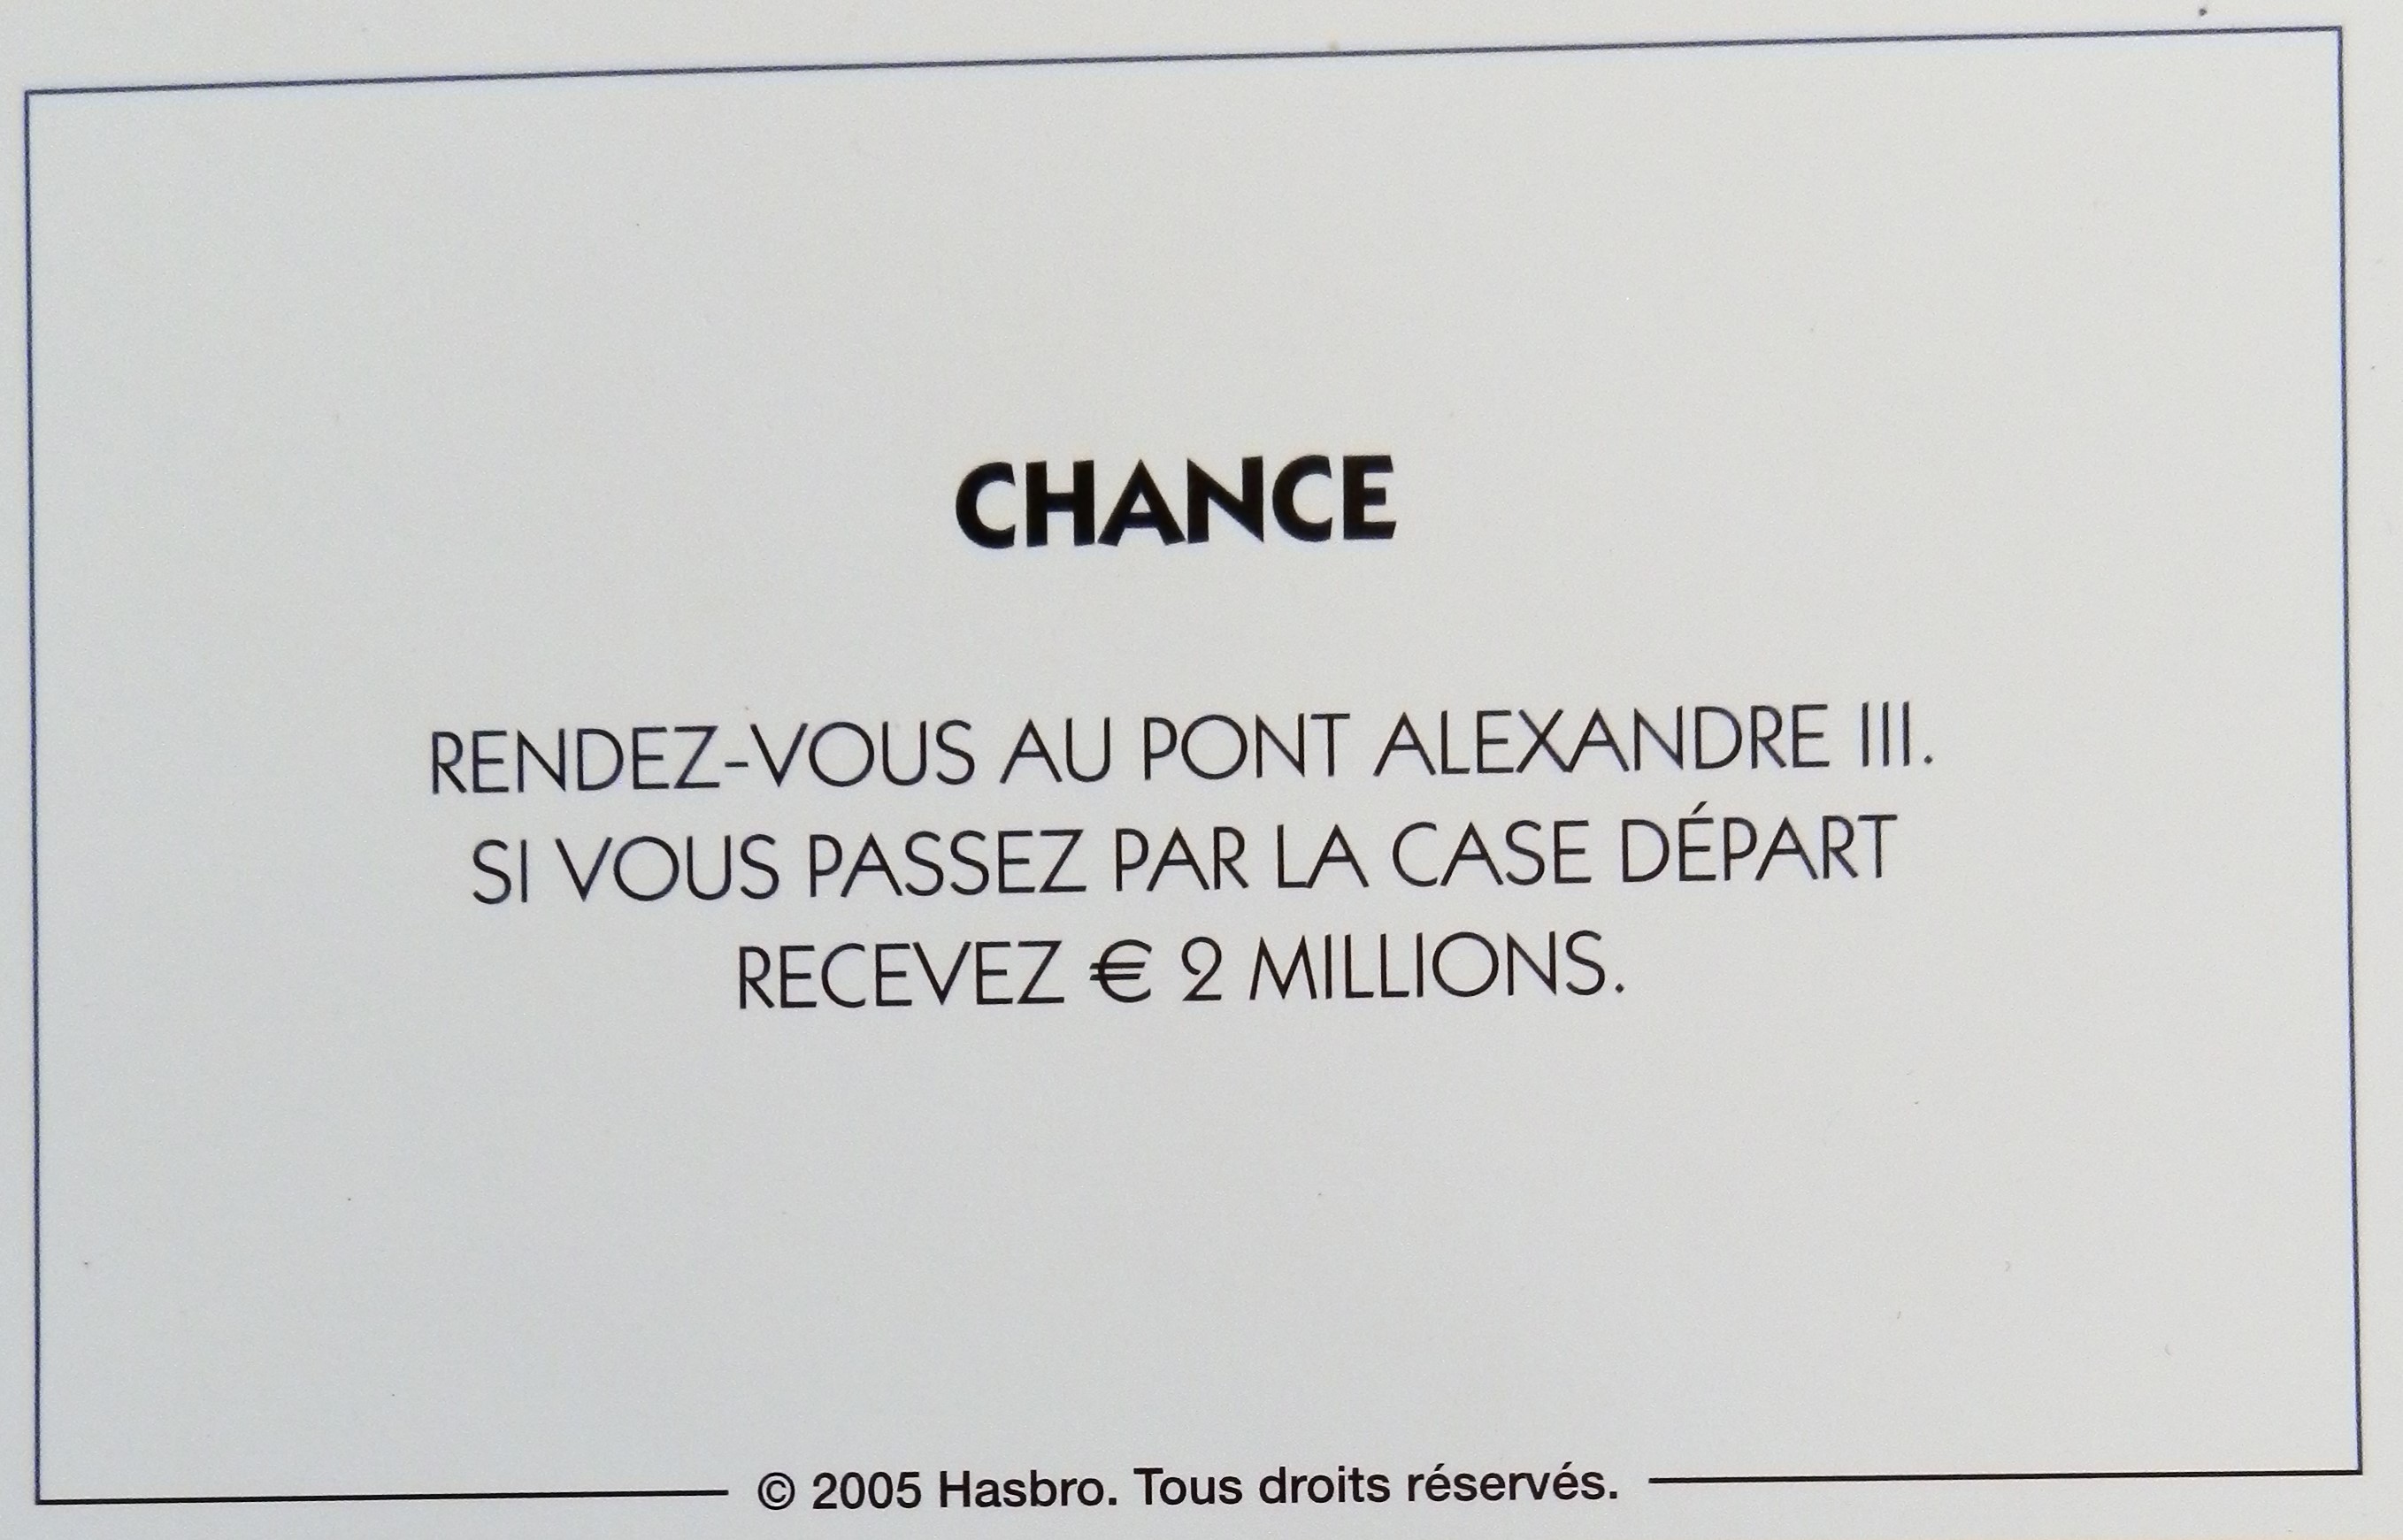 CHANCE
RENDEZ-VOUS AU PONT ALEXANDRE III.
SI VOUS PASSEZ PAR LA CASE DÉPART
RECEVEZ € 2 MILLIONS.
© 2005 Hasbro. Tous droits réservés.